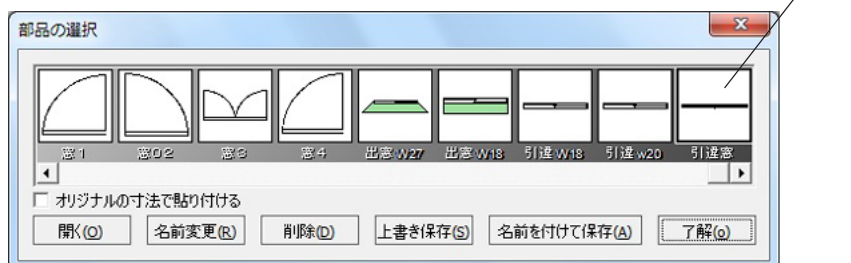 部品の選択
窓1 窓02 窓3 窓4 出窓W27 出窓W18 引違W18 引違w20 引違窓
オリジナルの寸法で貼り付ける
開く(O) 名前変更(R) 削除(D) 上書き保存(S) 名前を付けて保存(A) 了解(o)